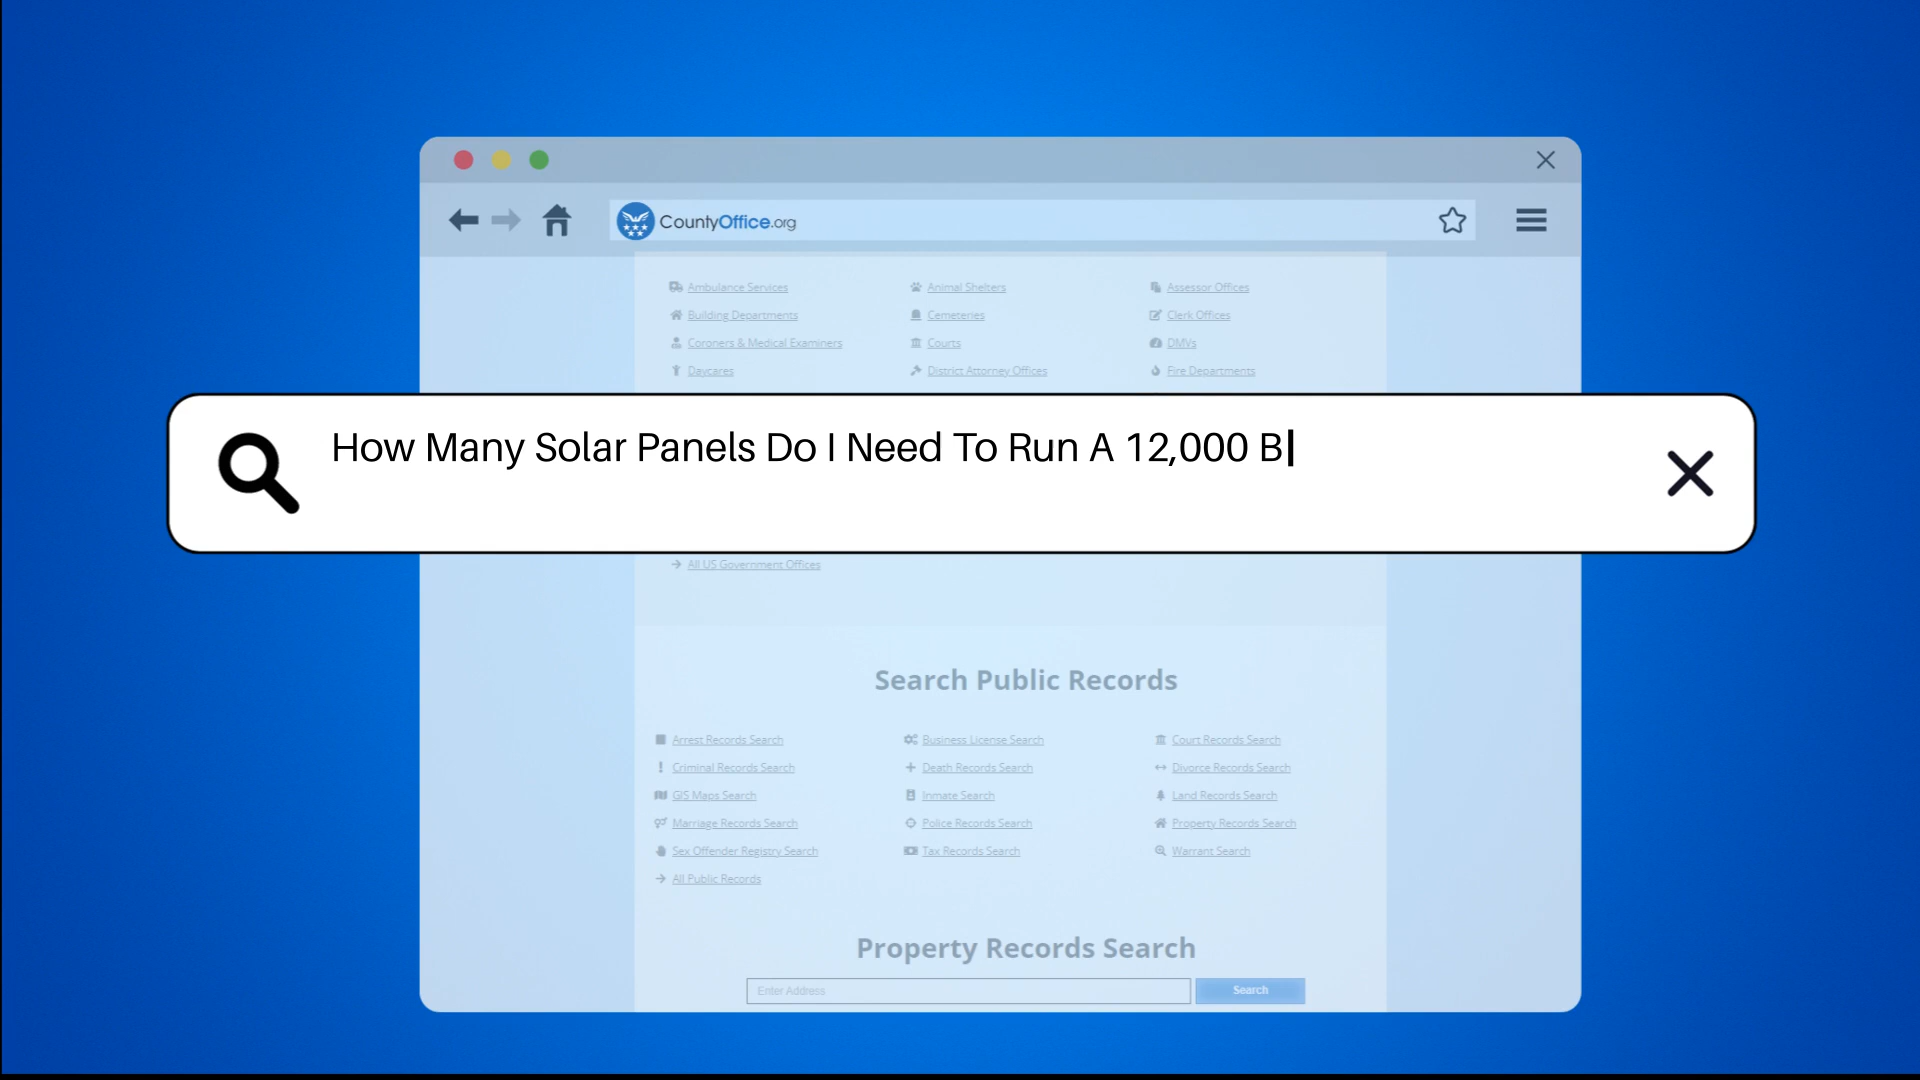 CountyOffice.org
Ambulance Services Animal Shelters Assessor Offices
Building Departments Cemeteries Clerk Offices
Coroners & Medical Examiners Courts DMVs
Daycares District Attorney Offices Fire Departments
How Many Solar Panels Do I Need To Run A 12,000 B
All US Government Offices
Search Public Records
Arrest Records Search Business License Search Court Records Search
Criminal Records Search Death Records Search Divorce Records Search
GIS Maps Search Inmate Search Land Records Search
Marriage Records Search Police Records Search Property Records Search
Sex Offender Registry Search Tax Records Search Warrant Search
All Public Records
Property Records Search
Enter Address Search